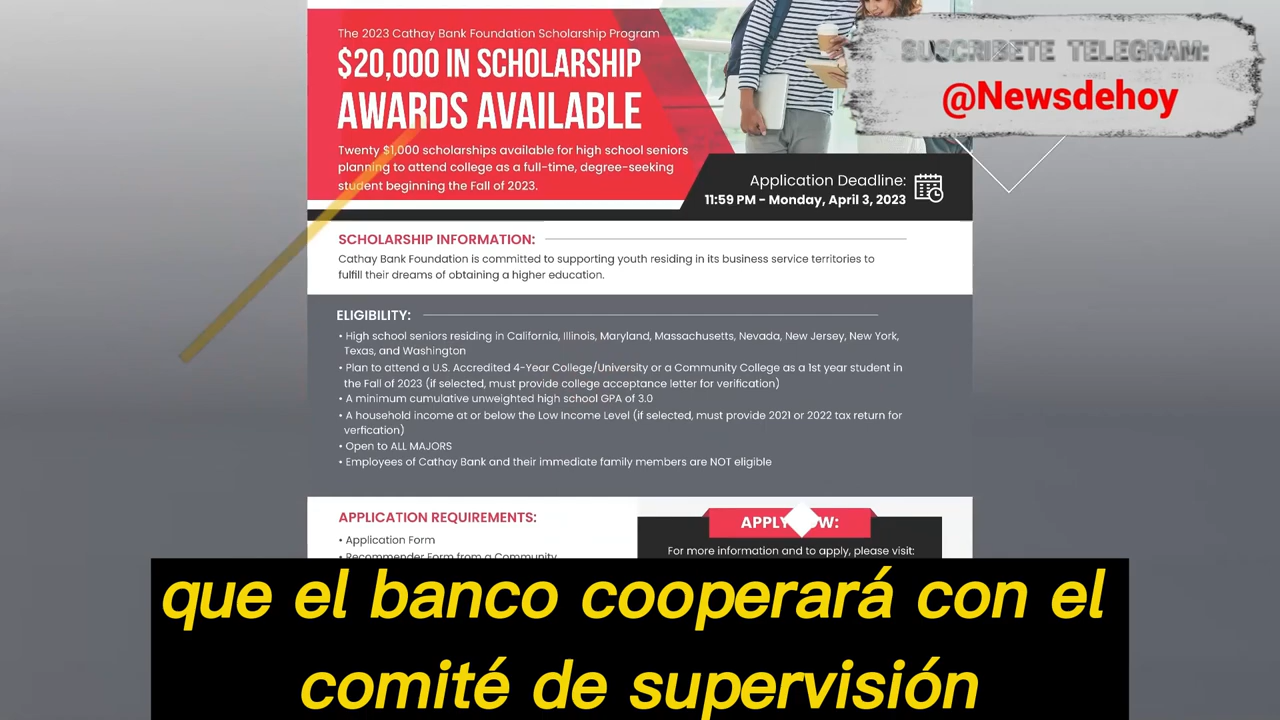 The 2023 Cathay Bank Foundation Scholarship Program
$20,000 IN SCHOLARSHIP
AWARDS AVAILABLE
Twenty $1,000 scholarships available for high school seniors
planning to attend college as a full-time, degree-seeking
student beginning the Fall of 2023.
SUSCRIBETE TELEGRAM:
@Newsdehoy
Application Deadline:
11:59 PM - Monday, April 3, 2023
SCHOLARSHIP INFORMATION:
Cathay Bank Foundation is committed to supporting youth residing in its business service territories to
fulfill their dreams of obtaining a higher education.
ELIGIBILITY:
• High school seniors residing in California, Illinois, Maryland, Massachusetts, Nevada, New Jersey, New York,
Texas, and Washington
• Plan to attend a U.S. Accredited 4-Year College/University or a Community College as a 1st year student in
the Fall of 2023 (if selected, must provide college acceptance letter for verification)
• A minimum cumulative unweighted high school GPA of 3.0
• A household income at or below the Low Income Level (if selected, must provide 2021 or 2022 tax return for
verfication)
• Open to ALL MAJORS
• Employees of Cathay Bank and their immediate family members are NOT eligible
APPLICATION REQUIREMENTS:
• Application Form
• Recommender Form from a Community
APPLY NOW:
For more information and to apply, please visit:
que el banco cooperará con el
comité de supervisión